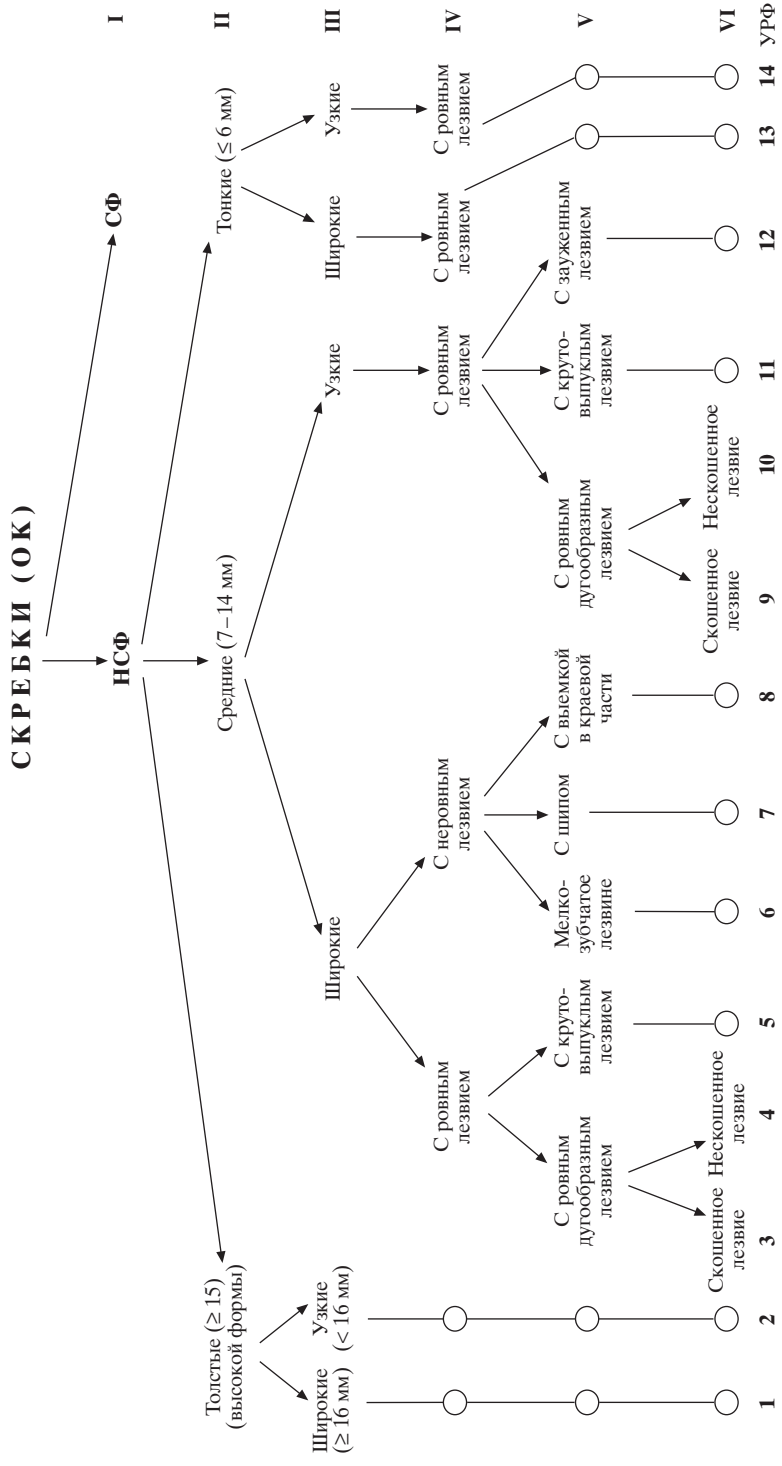 СКРЕБКИ (ОК)
НСФ
СФ
I
Толстые (≥ 15)
(высокой формы)
Средние (7–14 мм)
Тонкие (≤ 6 мм)
II
Широкие
(≥ 16 мм)
Узкие
(< 16 мм)
Широкие
Узкие
Широкие
Узкие
III
С ровным
лезвием
С неровным
лезвием
С ровным
лезвием
С ровным
лезвием
С ровным
лезвием
IV
С ровным
дугообразным
лезвием
С круто-
выпуклым
лезвием
Мелко-
зубчатое
лезвине
С шипом
С выемкой
в краевой
части
С ровным
дугообразным
лезвием
С круто-
выпуклым
лезвием
С зауженным
лезвием
V
Скошенное
лезвие
Нескошенное
лезвие
Скошенное
лезвие
Нескошенное
лезвие
VI
1 2 3 4 5 6 7 8 9 10 11 12 13 14 УРФ